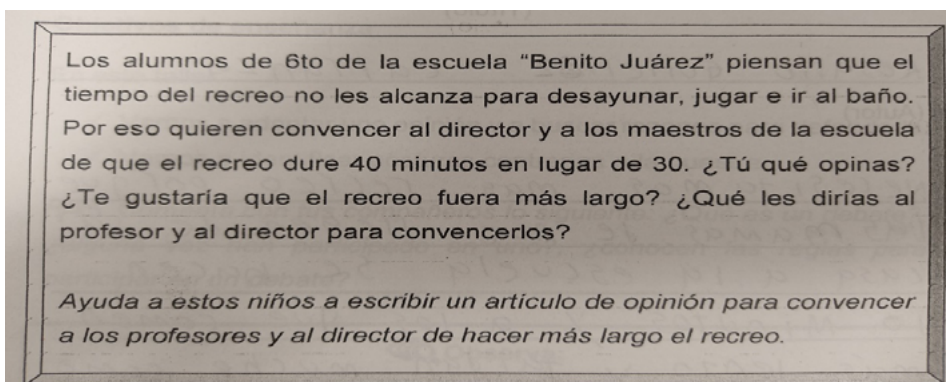 Los alumnos de 6to de la escuela “Benito Juárez” piensan que el
tiempo del recreo no les alcanza para desayunar, jugar e ir al baño.
Por eso quieren convencer al director y a los maestros de la escuela
de que el recreo dure 40 minutos en lugar de 30. ¿Tú qué opinas?
¿Te gustaría que el recreo fuera más largo? ¿Qué les dirías al
profesor y al director para convencerlos?
Ayuda a estos niños a escribir un artículo de opinión para convencer
a los profesores y al director de hacer más largo el recreo.